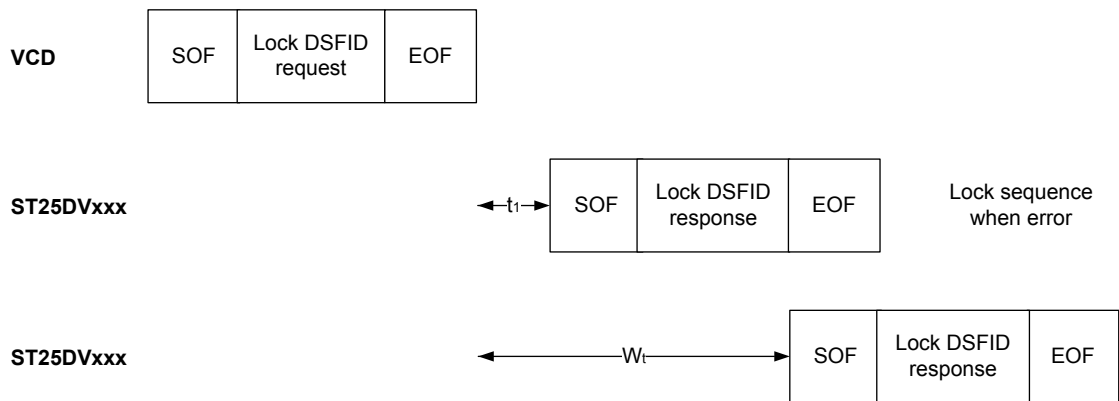 VCD
SOF
Lock DSFID
request
EOF
ST25DVxxx
t1
SOF
Lock DSFID
response
EOF
Lock sequence
when error
ST25DVxxx
Wt
SOF
Lock DSFID
response
EOF